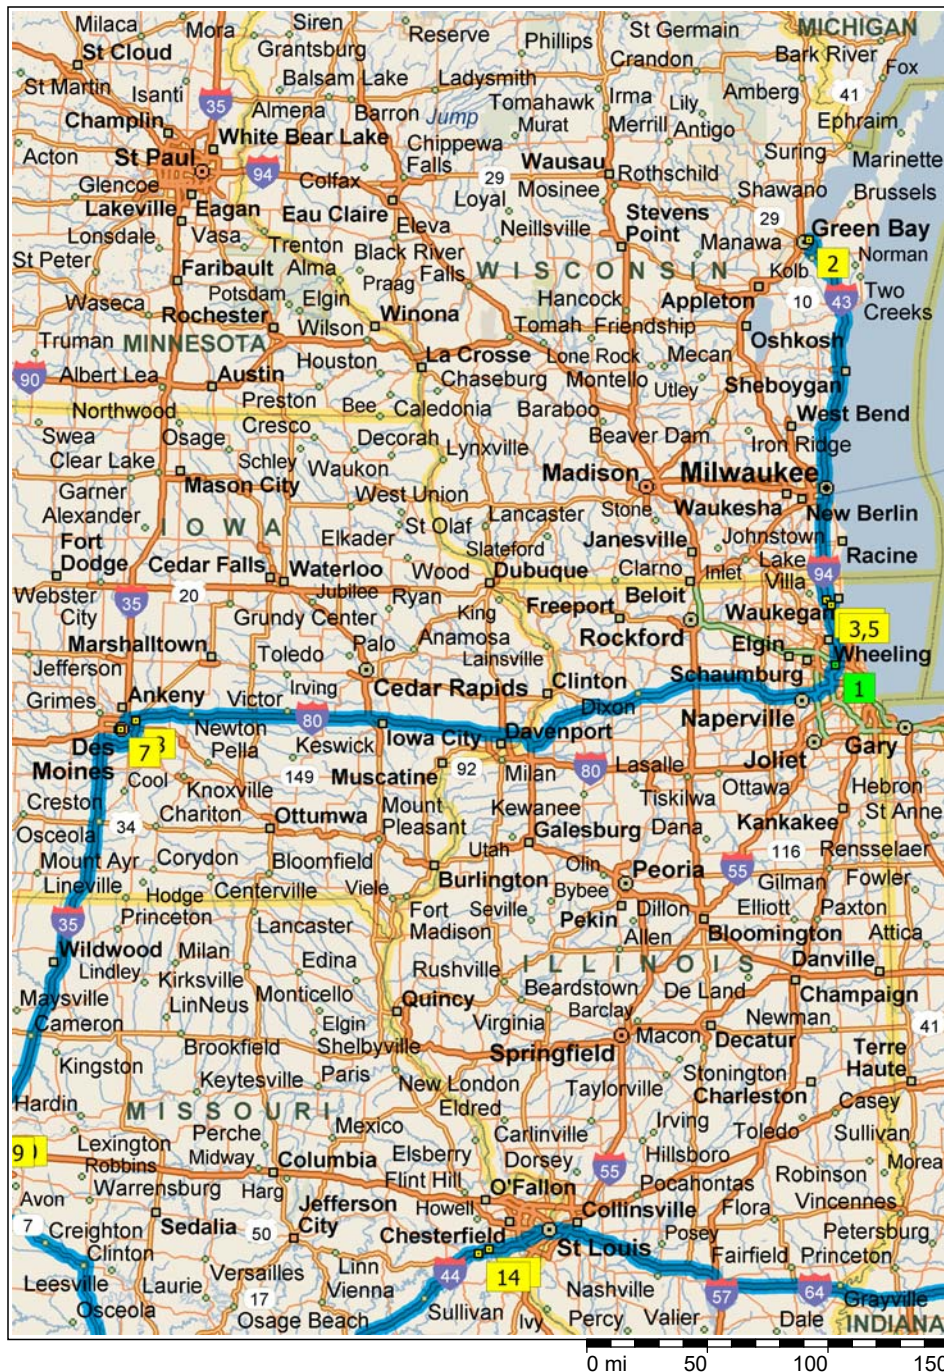 Milaca Mora Siren Reserve St Germain MICHIGAN
St Cloud Grantsburg Phillips Crandon Bark River
St Martin Isanti 35 Balsam Lake Ladysmith Irma Lily Amberg Fox
Champlin Almena Barron Jump Tomahawk 41
White Bear Lake Chippewa Falls Murat Merrill Antigo Ephraim
Acton St Paul 94 Wausau Suring Marinette
Glencoe Colfax 29 Mosinee Rothschild Shawano Brussels
Lakeville Eagan Eau Claire Loyal Stevens Point 29
Lonsdale Vasa Eleva Neillsville Manawa Green Bay
St Peter Trenton Black River Falls WISCONSIN Kolb 2 Norman
Faribault Alma Praag Appleton 10 43 Two Creeks
Waseca Potsdam Elgin Hancock
Rochester Wilson Winona Tomah Friendship Oshkosh
Truman MINNESOTA Houston La Crosse Lone Rock Mecan
90 Albert Lea Austin Chaseburg Montello Utley Sheboygan
Northwood Preston Bee Caledonia Baraboo West Bend
Swea Osage Cresco Decorah Lynxville Beaver Dam Iron Ridge
Clear Lake Schley Waukon Madison Milwaukee
Garner Mason City West Union Waukesha
Alexander IOWA St Olaf Lancaster Stone New Berlin
Fort Dodge Elkader Slateford Janesville Johnstown
Cedar Falls Waterloo Wood Dubuque Clarno Inlet Lake Villa Racine
Webster City 35 20 Jubilee Ryan King Freeport Beloit 94
Grundy Center Anamosa Rockford Waukegan 3,5
Marshalltown Palo Lainsville Elgin Wheeling
Jefferson Toledo Schaumburg 1
Grimes Ankeny Victor Irving Cedar Rapids Clinton
Newton 80 Iowa City Davenport Dixon Naperville
Des Moines 7 Pella Keswick Joliet Gary
Cool 149 Muscatine 92 Milan 80 Lasalle
Creston Knoxville Kewanee Tiskilwa Ottawa Hebron
Osceola 34 Chariton Ottumwa Mount Pleasant Galesburg Dana Kankakee St Anne
Mount Ayr Corydon Bloomfield Utah Olin Peoria 55 116 Rensselaer
Lineville Hodge Centerville Viele Burlington Bybee Gilman Fowler
35 Princeton Lancaster Fort Madison Seville Pekin Dillon Elliott Paxton
Wildwood Milan Allen Bloomington Attica
Lindley Kirksville Edina Rushville ILLINOIS Danville
Maysville LinNeus Monticello Quincy Beardstown De Land Champaign
Cameron Elgin Virginia Barclay Newman
Kingston Brookfield Shelbyville Springfield Macon Decatur 41
Keytesville Paris New London Taylorville Stonington Terre Haute
Hardin MISSOURI Eldred Charleston Casey
Lexington Perche Mexico Carlinville Irving Toledo Sullivan
9 Robbins Midway Columbia Elsberry Dorsey 55 Hillsboro
Warrensburg Flint Hill O'Fallon Pocahontas Robinson Morea
Avon Harg Jefferson City Howell Collinsville Flora Vincennes
7 Creighton Sedalia 50 Chesterfield St Louis Posey Petersburg
Clinton Linn 44 14 Fairfield Princeton
Leesville Laurie Versailles Vienna Nashville 57 64 Grayville
Osceola 17 Osage Beach Sullivan Ivy Percy Valier Dale INDIANA
0 mi 50 100 150